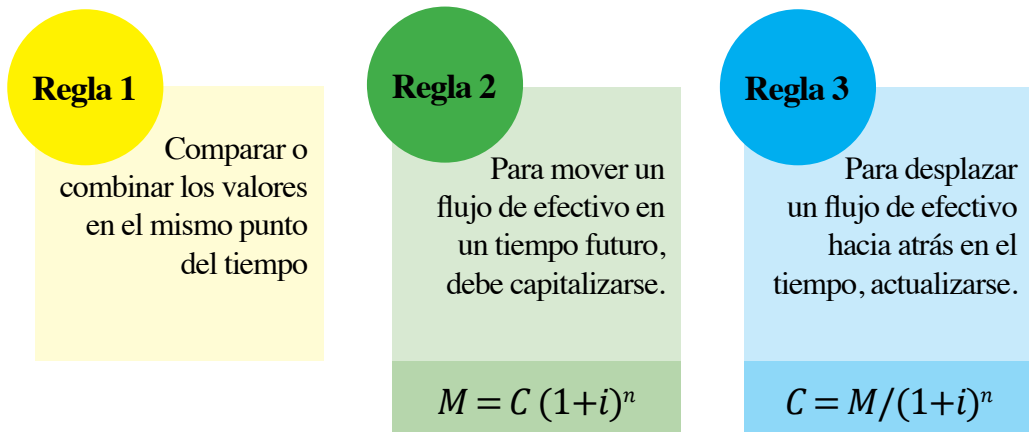 Regla 1
Comparar o
combinar los valores
en el mismo punto
del tiempo
Regla 2
Para mover un
flujo de efectivo en
un tiempo futuro,
debe capitalizarse.
M = C (1+i)ⁿ
Regla 3
Para desplazar
un flujo de efectivo
hacia atrás en el
tiempo, actualizarse.
C = M/(1+i)ⁿ